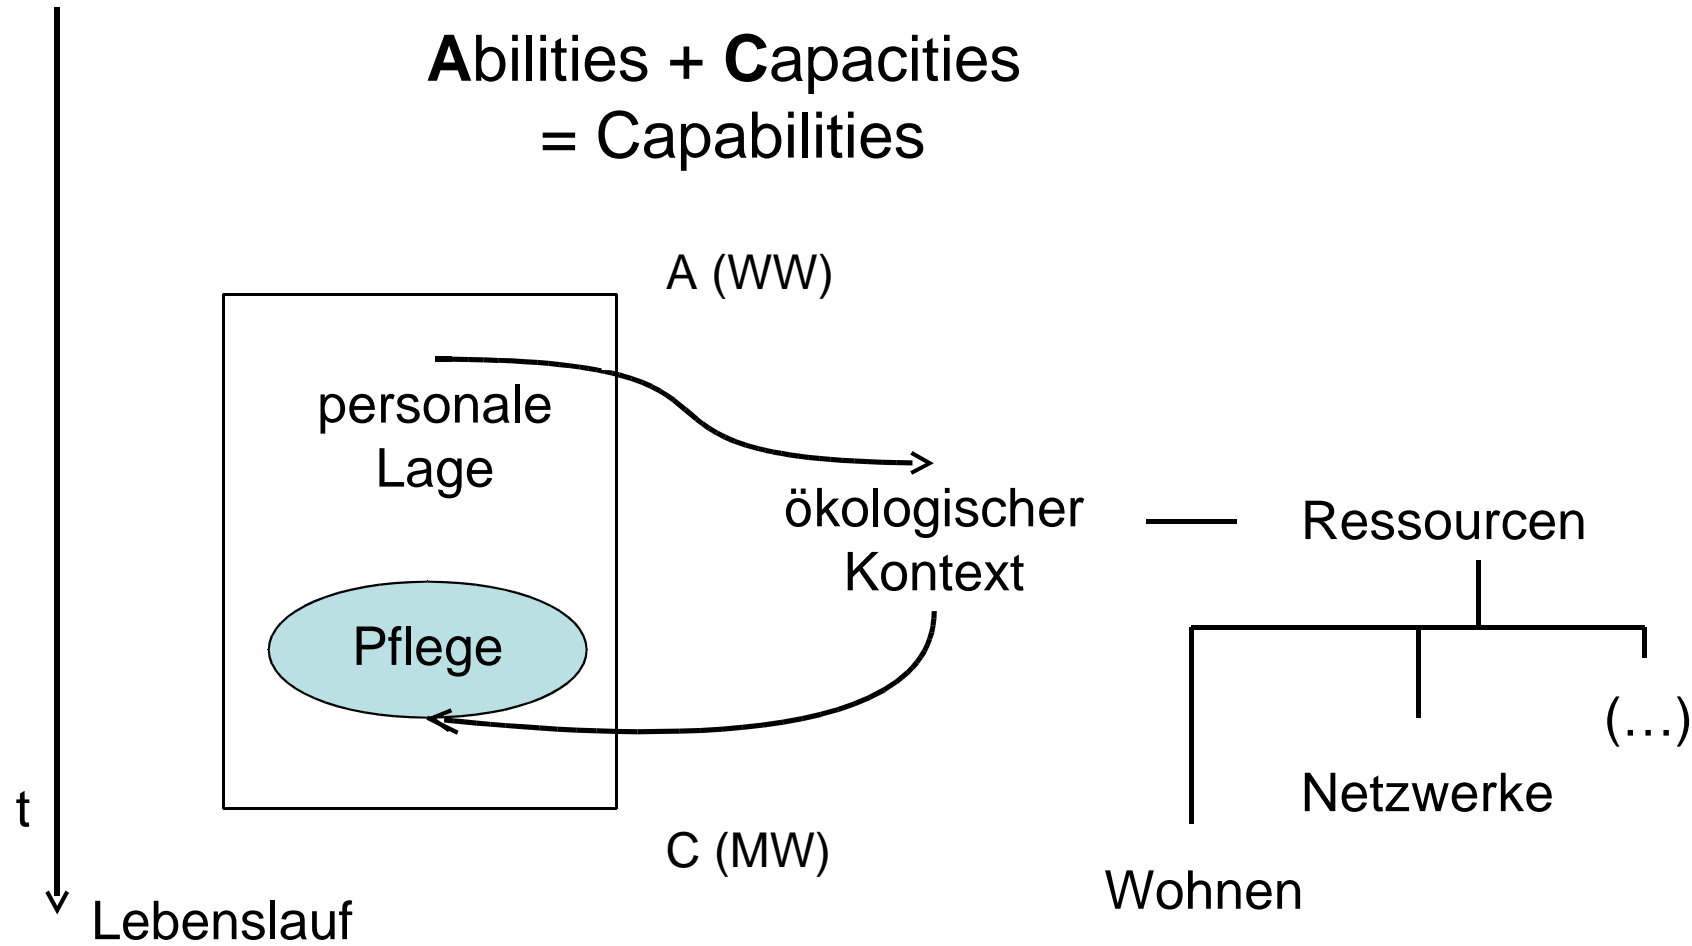 Abilities + Capacities
= Capabilities
A (WW)
personale
Lage
ökologischer
Kontext
Ressourcen
Pflege
(…)
Netzwerke
t
C (MW)
Wohnen
Lebenslauf